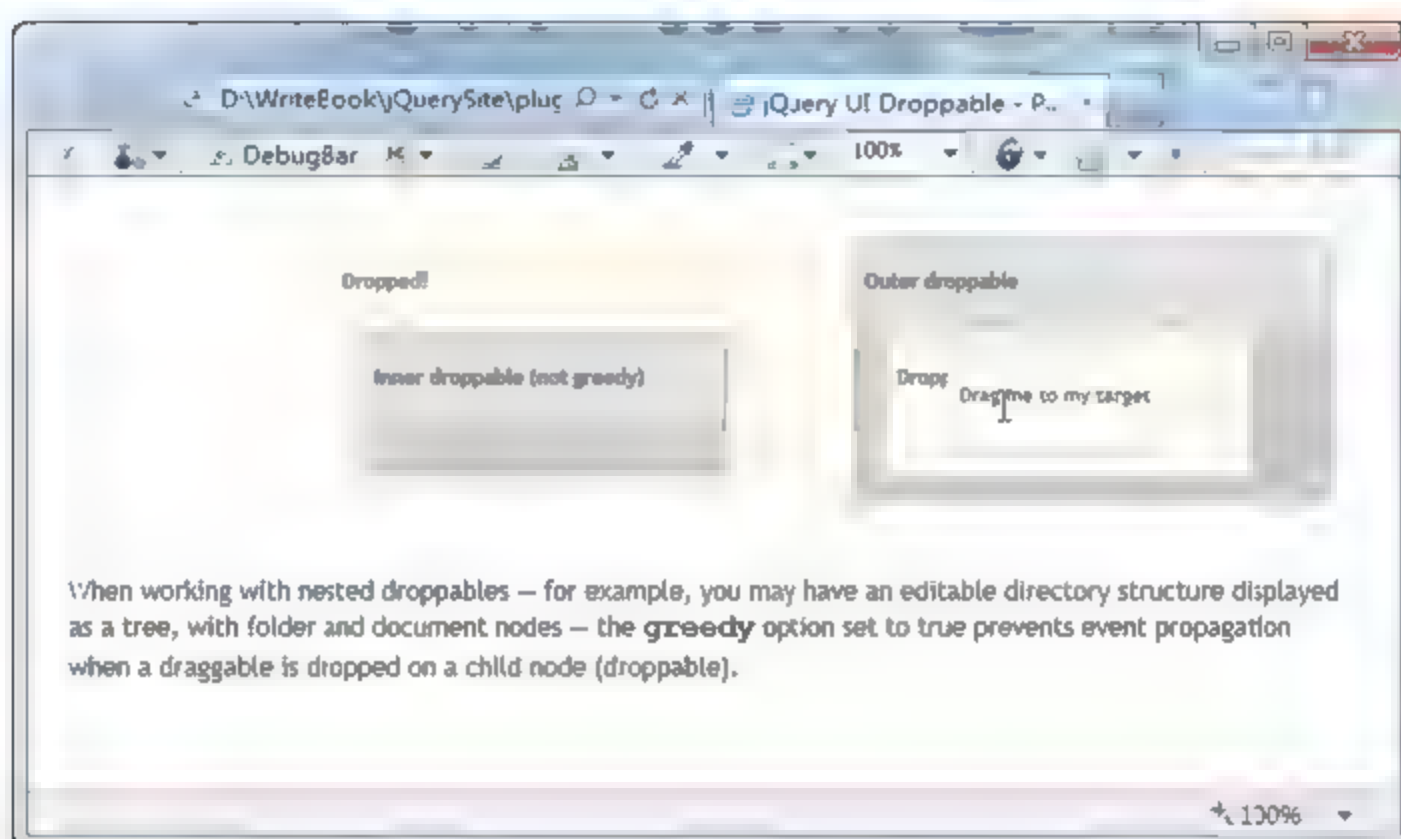 D:\WriteBook\jQuerySite\plug
jQuery UI Droppable - P...
DebugBar
100%
Dropped!
Outer droppable
Inner droppable (not greedy)
Dropp
Drag me to my target
When working with nested droppables — for example, you may have an editable directory structure displayed
as a tree, with folder and document nodes — the greedy option set to true prevents event propagation
when a draggable is dropped on a child node (droppable).
100%